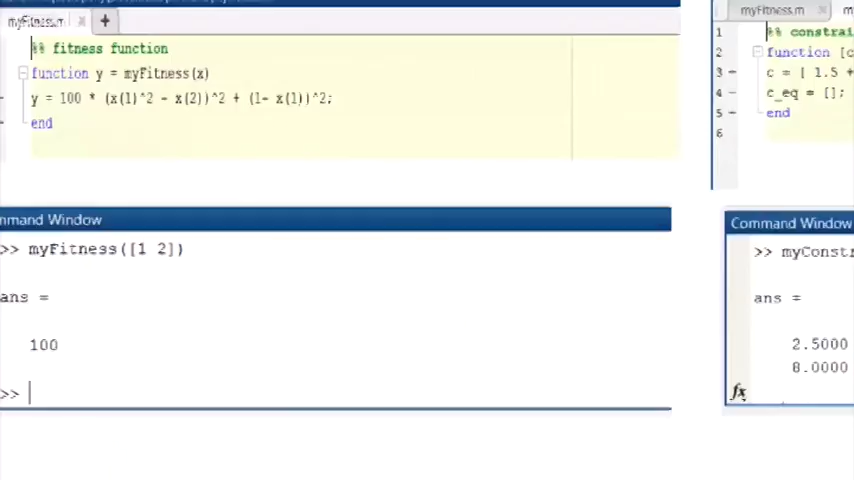 myFitness.m
%% fitness function
function y = myFitness(x)
y = 100 * (x(1)^2 - x(2))^2 + (1- x(1))^2;
end
mmand Window
>> myFitness([1 2])
ans =
100
>>
myFitness.m
1 %% constrai
2 function [c
3 c = [ 1.5 +
4 c_eq = [];
5 end
6
Command Window
>> myConstr
ans =
2.5000
8.0000
fx